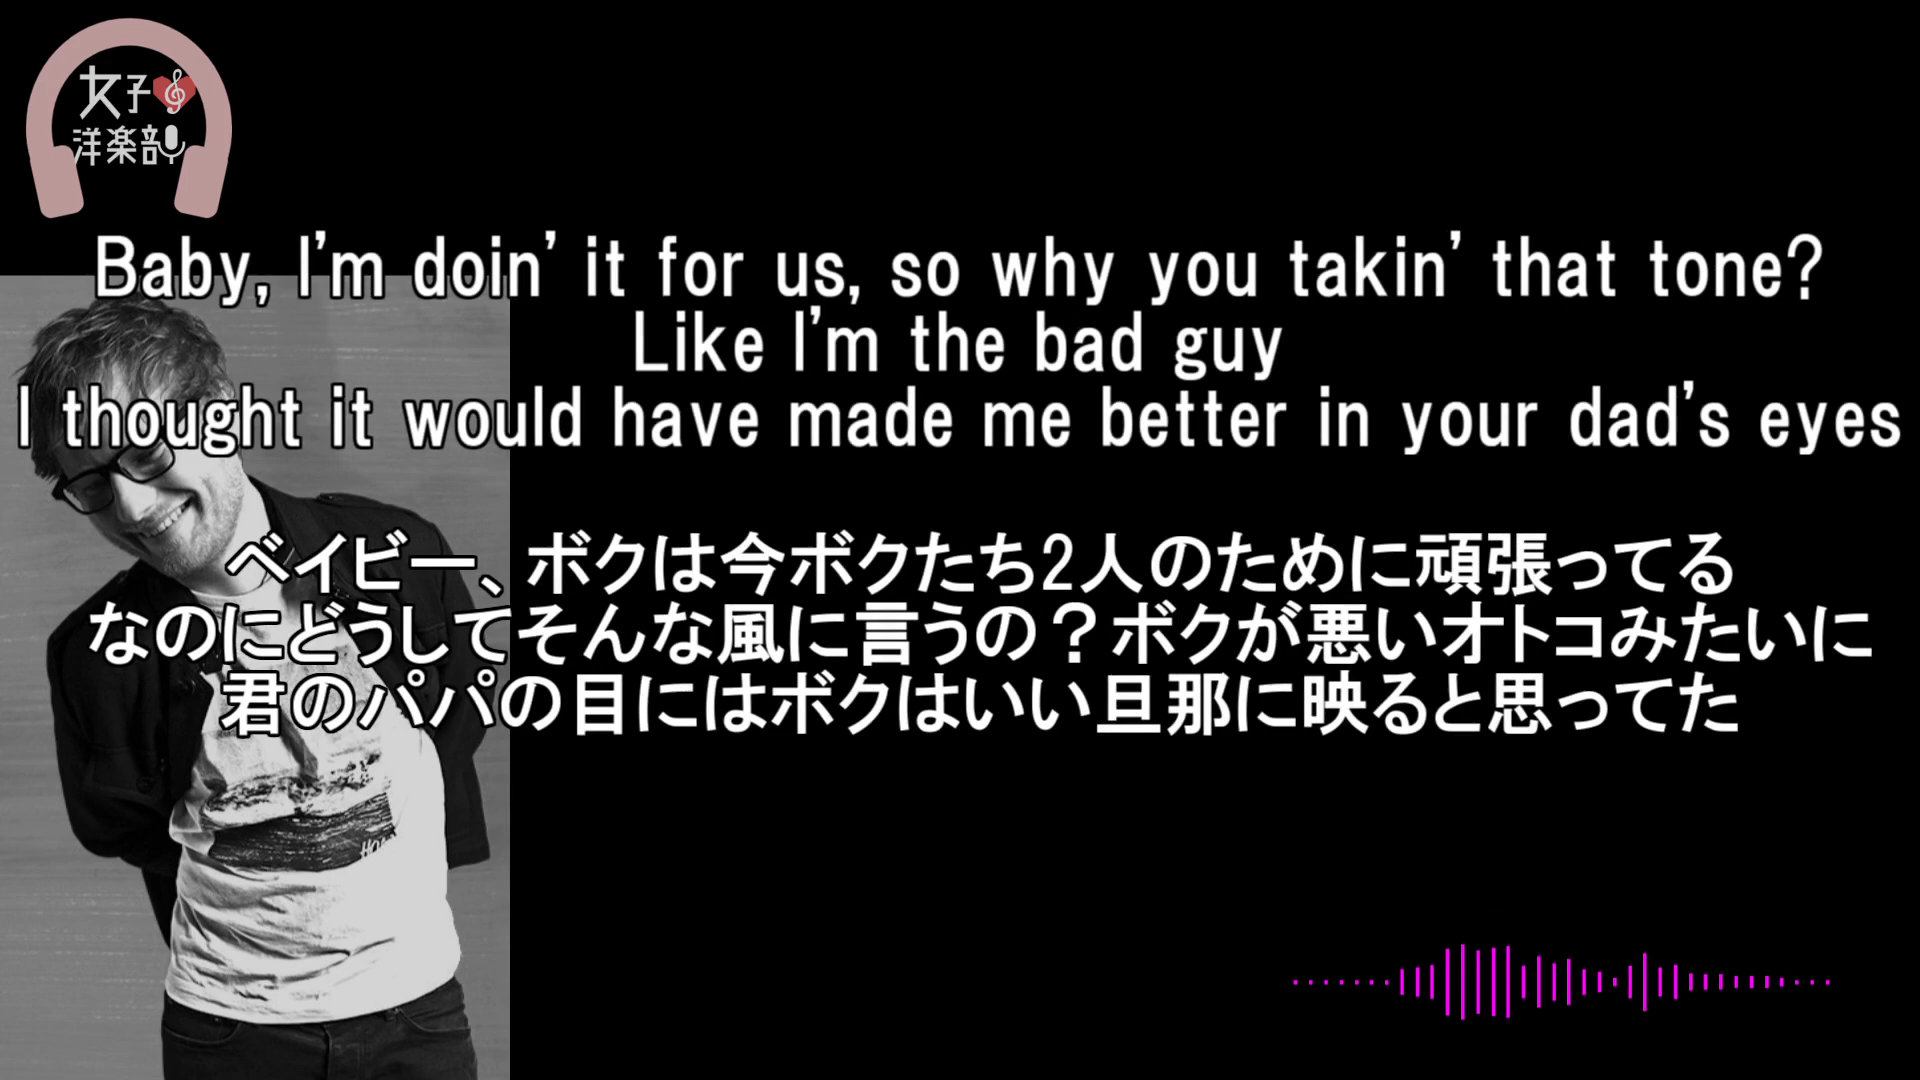 女子
洋楽部
Baby, I'm doin' it for us, so why you takin' that tone?
Like I'm the bad guy
I thought it would have made me better in your dad's eyes
ベイビー、ボクは今ボクたち2人のために頑張ってる
なのにどうしてそんな風に言うの？ボクが悪いオトコみたいに
君のパパの目にはボクはいい旦那に映ると思ってた